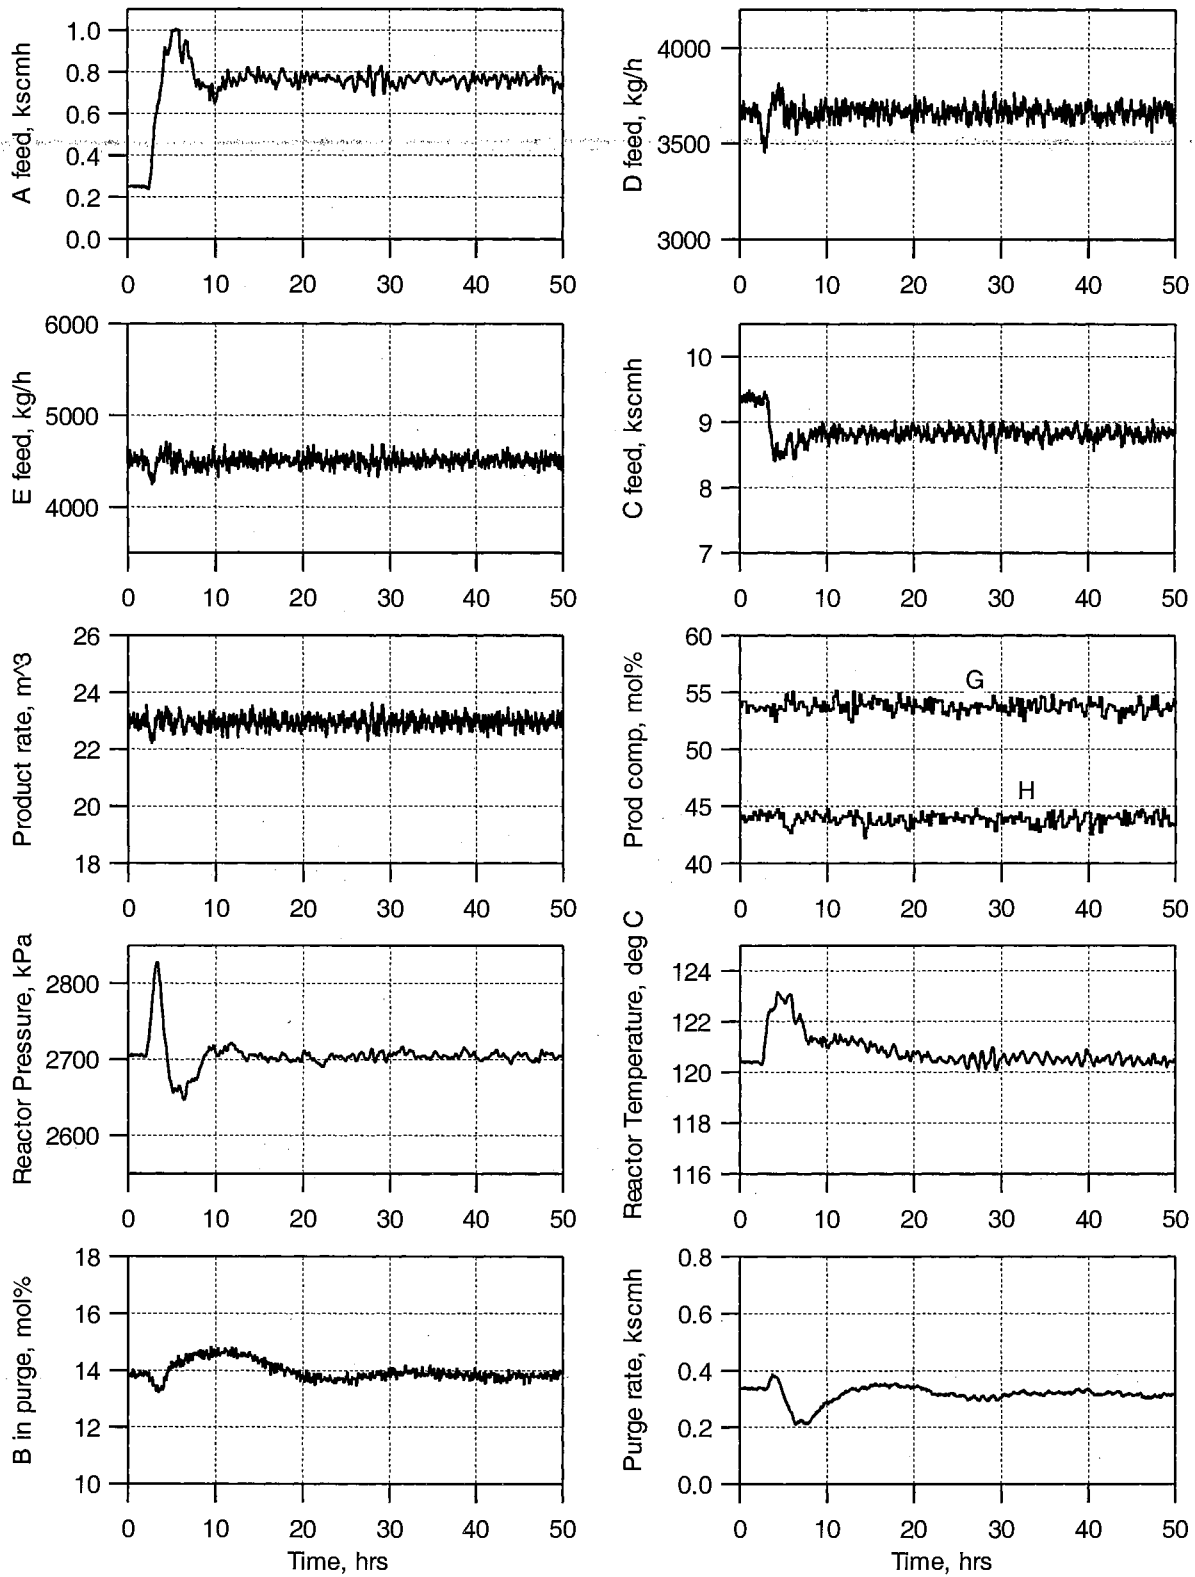 A feed, kscmh
1.0
0.8
0.6
0.4
0.2
0.0
0 10 20 30 40 50
D feed, kg/h
4000
3500
3000
0 10 20 30 40 50
E feed, kg/h
6000
5000
4000
0 10 20 30 40 50
C feed, kscmh
10
9
8
7
0 10 20 30 40 50
Product rate, m^3
26
24
22
20
18
0 10 20 30 40 50
Prod comp, mol%
60
55
50
45
40
G
H
0 10 20 30 40 50
Reactor Pressure, kPa
2800
2700
2600
0 10 20 30 40 50
Reactor Temperature, deg C
124
122
120
118
116
0 10 20 30 40 50
B in purge, mol%
18
16
14
12
10
0 10 20 30 40 50
Time, hrs
Purge rate, kscmh
0.8
0.6
0.4
0.2
0.0
0 10 20 30 40 50
Time, hrs